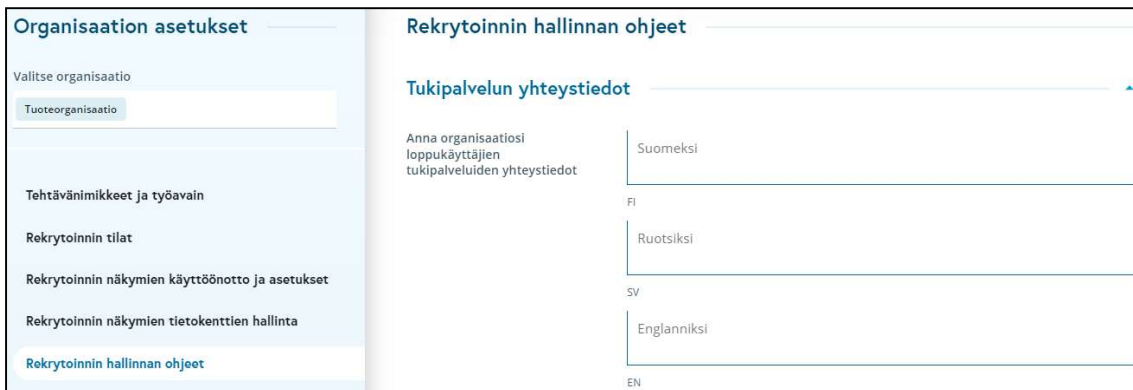 Organisaation asetukset
Valitse organisaatio
Tuoteorganisaatio
Tehtävänimikkeet ja työavain
Rekrytoinnin tilat
Rekrytoinnin näkymien käyttöönotto ja asetukset
Rekrytoinnin näkymien tietokenttien hallinta
Rekrytoinnin hallinnan ohjeet
Rekrytoinnin hallinnan ohjeet
Tukipalvelun yhteystiedot
Anna organisaatiosi
loppukäyttäjien
tukipalveluiden yhteystiedot
Suomeksi
FI
Ruotsiksi
SV
Englanniksi
EN